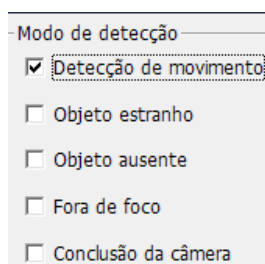 Modo de detecção
Detecção de movimento
Objeto estranho
Objeto ausente
Fora de foco
Conclusão da câmera